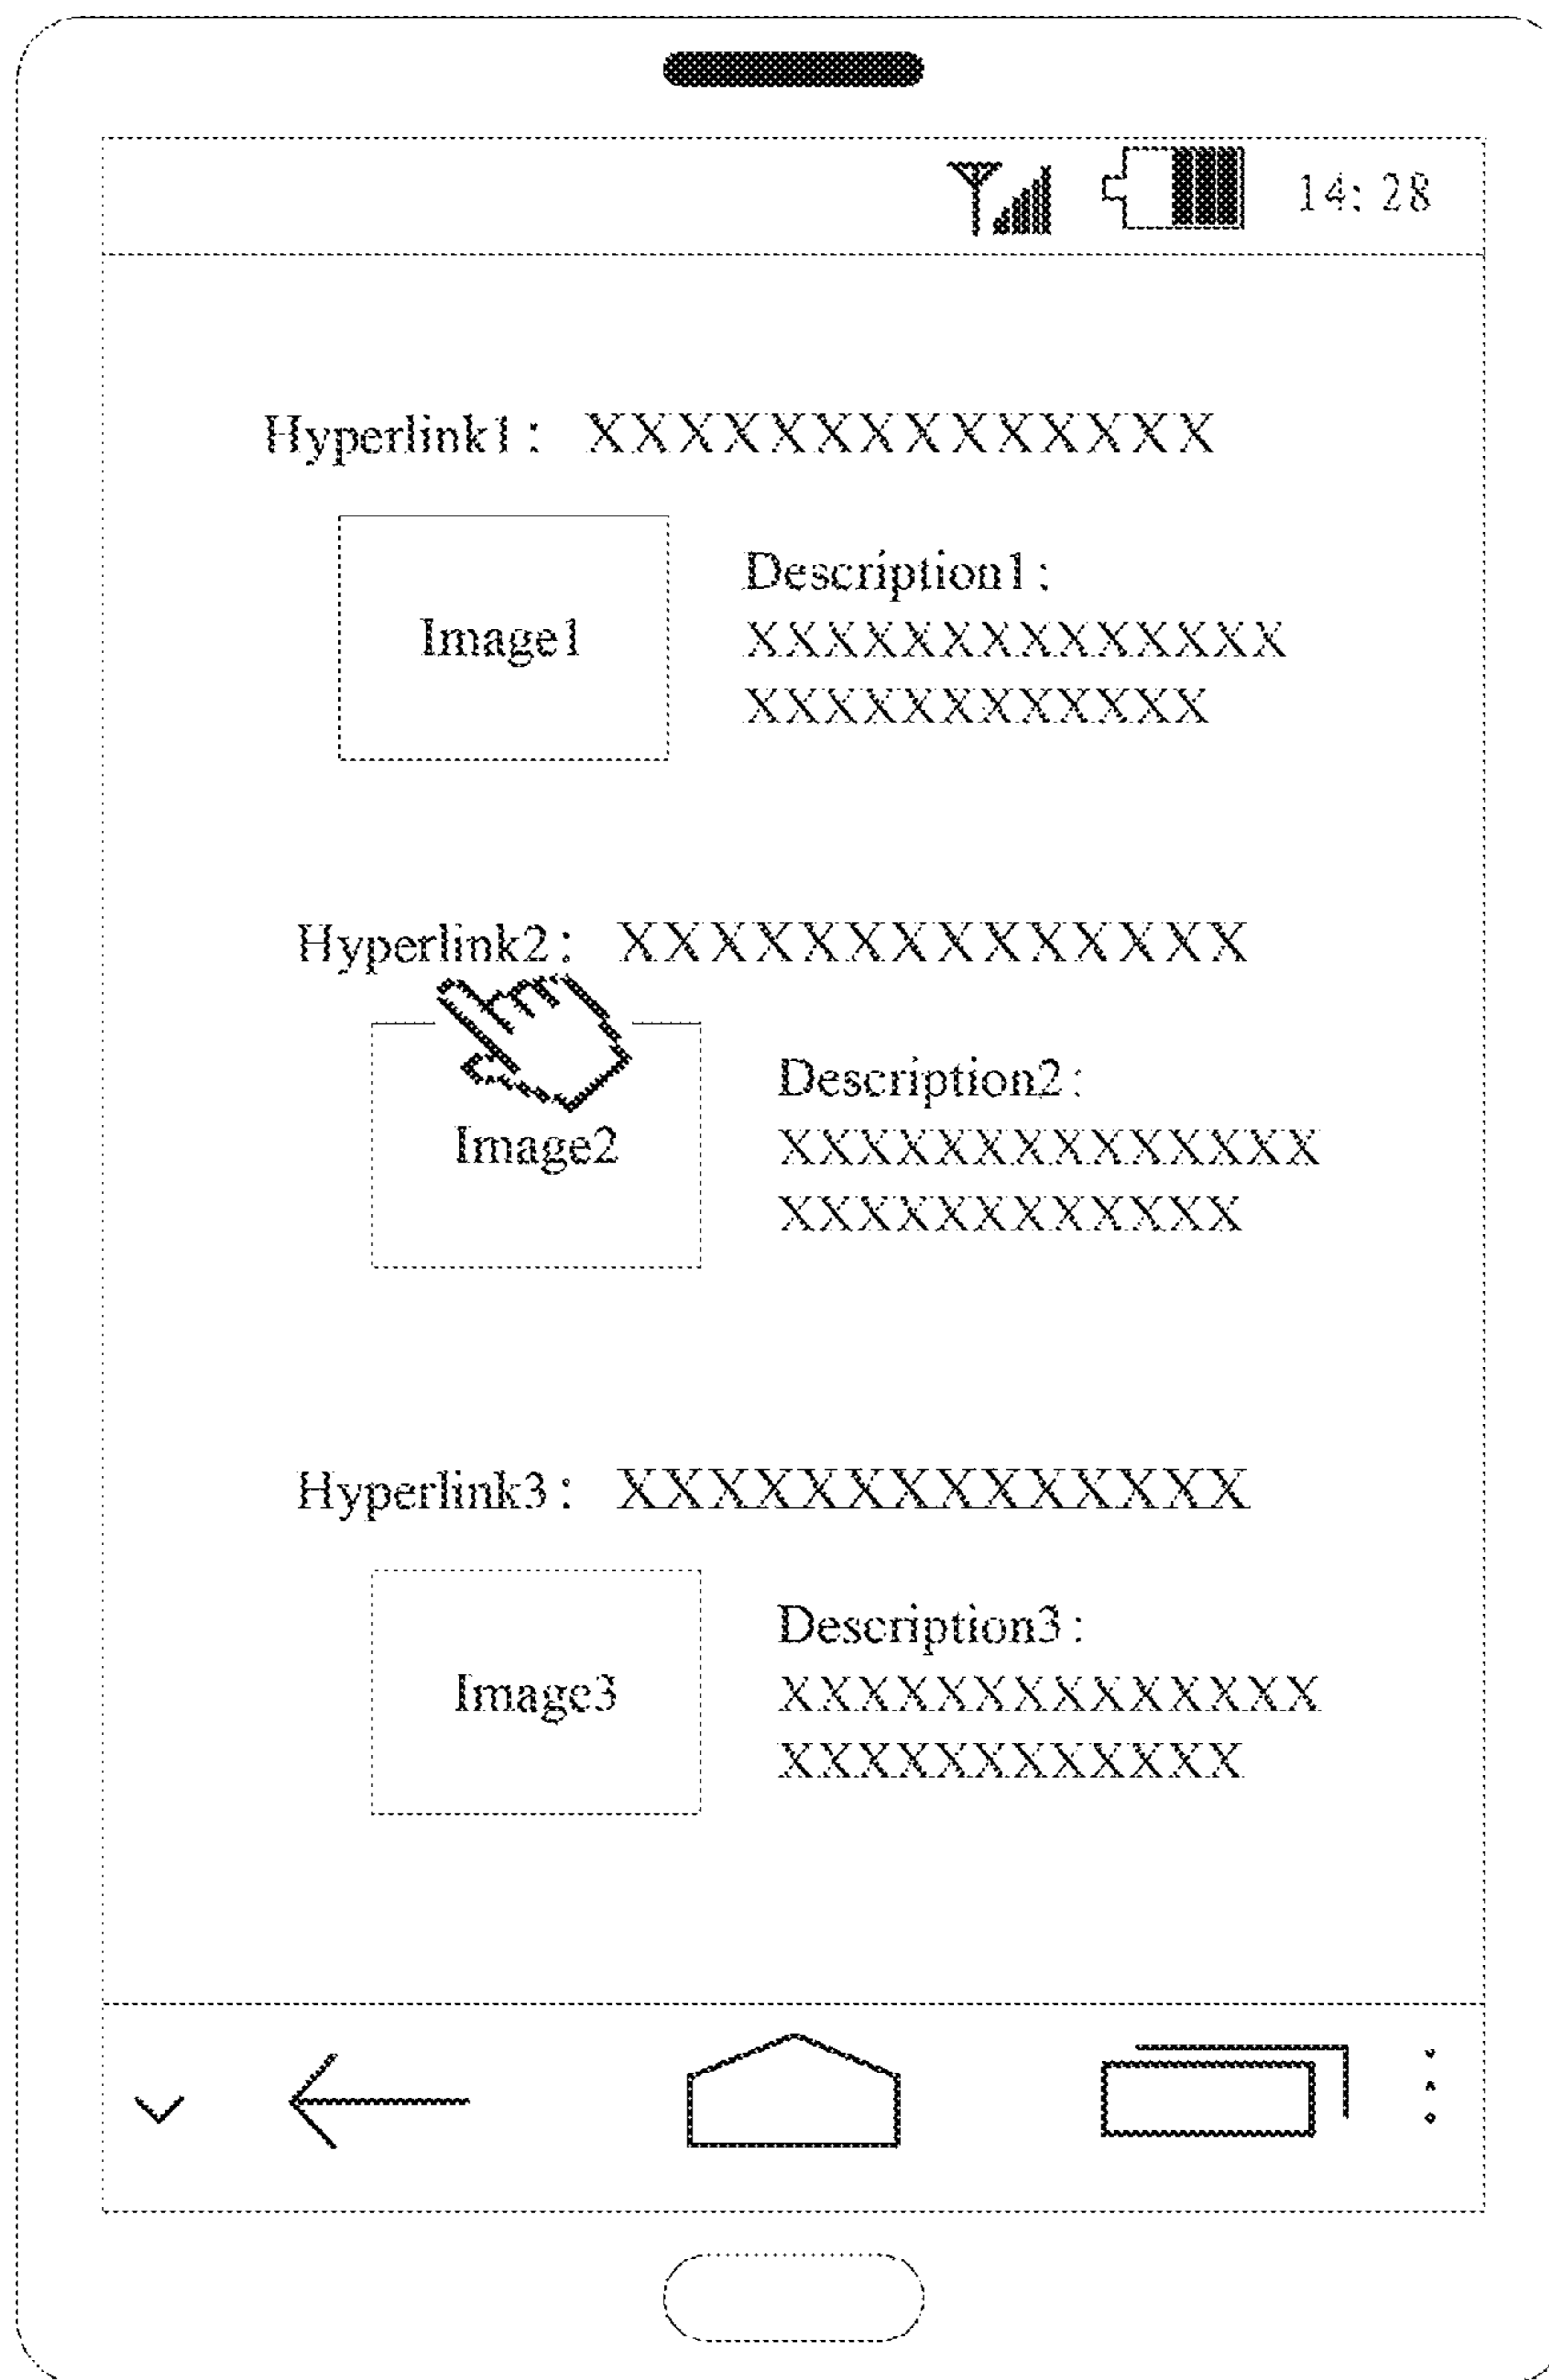 14: 28
Hyperlink1: XXXXXXXXXXXXXX
Image1
Description1:
XXXXXXXXXXXXXX
XXXXXXXXXXXX
Hyperlink2: XXXXXXXXXXXXXX
Image2
Description2:
XXXXXXXXXXXXXX
XXXXXXXXXXXX
Hyperlink3: XXXXXXXXXXXXXX
Image3
Description3:
XXXXXXXXXXXXXX
XXXXXXXXXXXX